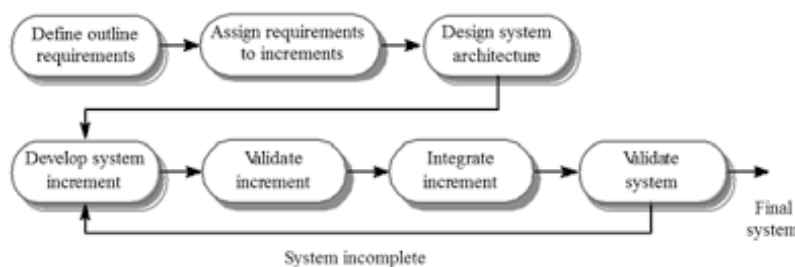 Define outline
requirements
Assign requirements
to increments
Design system
architecture
Develop system
increment
Validate
increment
Integrate
increment
Validate
system
Final
system
System incomplete